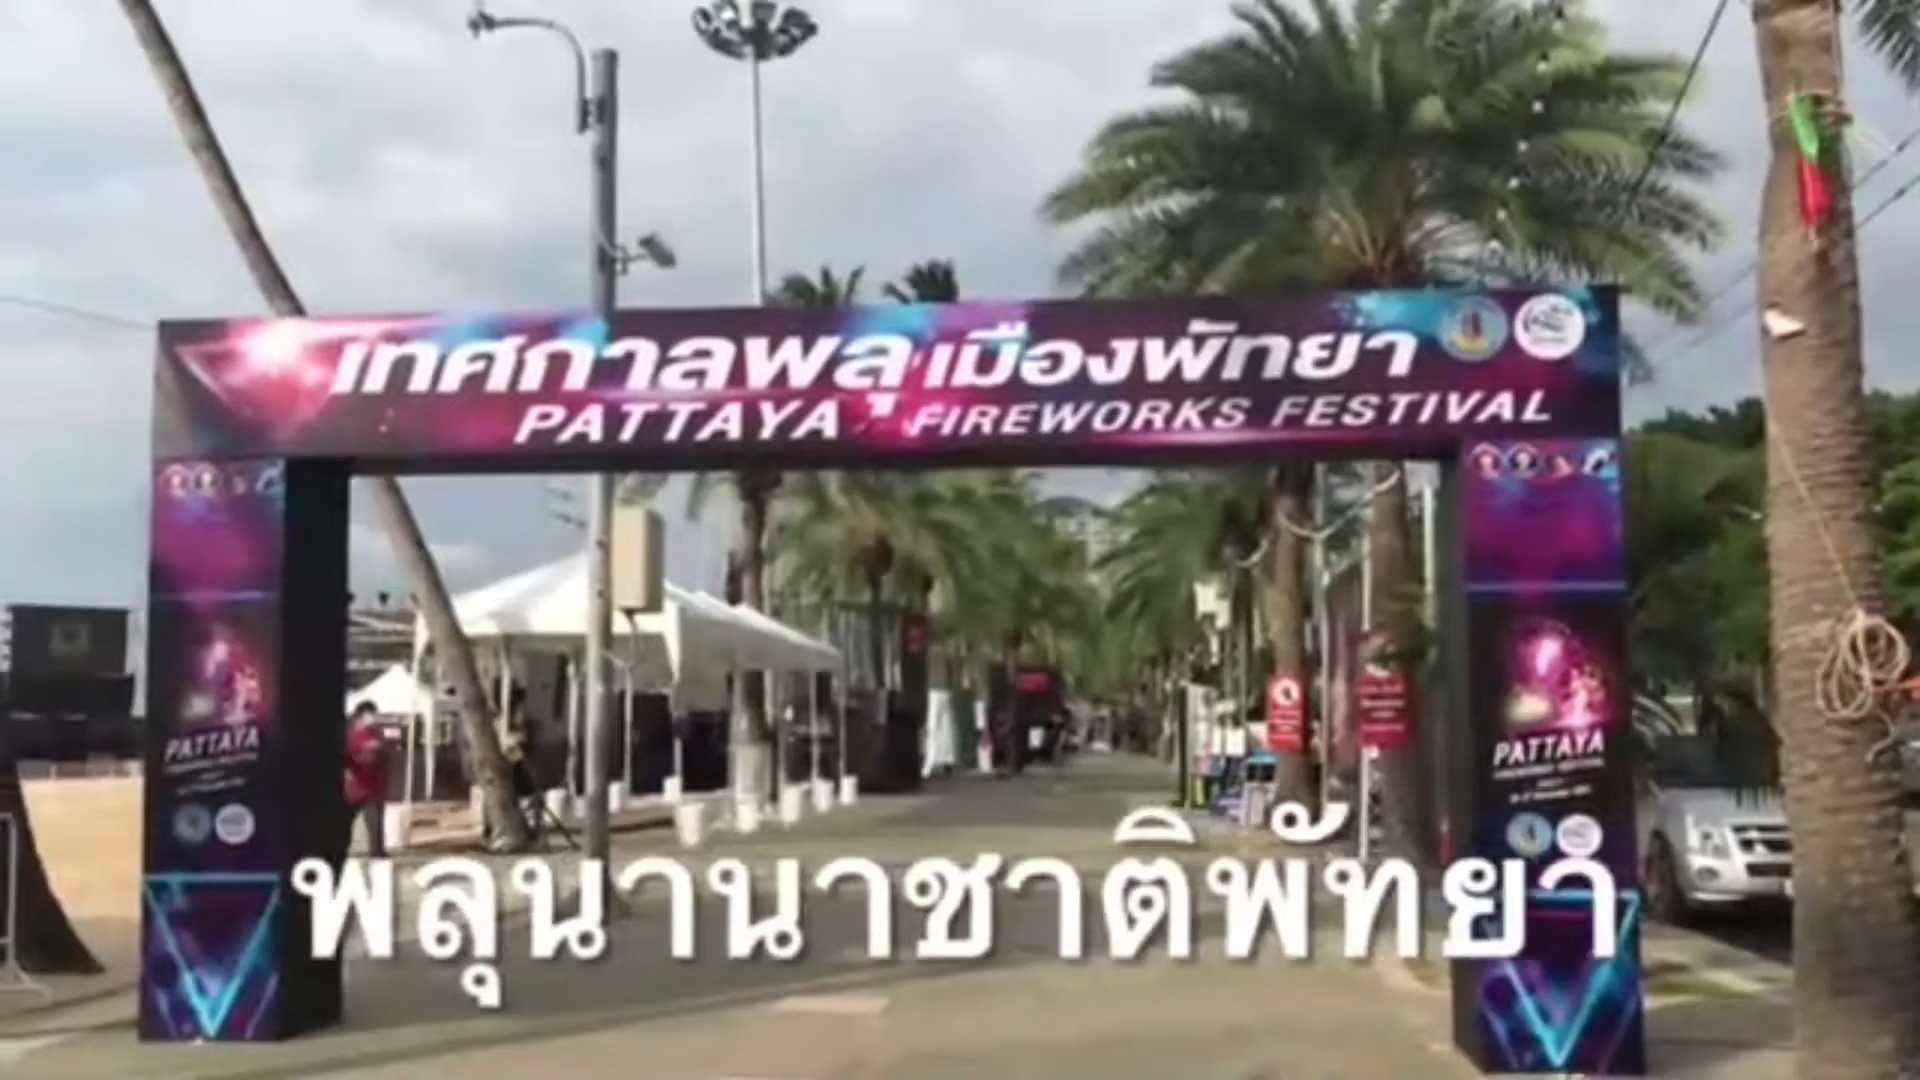 เทศกาลพลุเมืองพัทยา
PATTAYA FIREWORKS FESTIVAL
PATTAYA
PATTAYA
พลุนานาชาติพัทยา